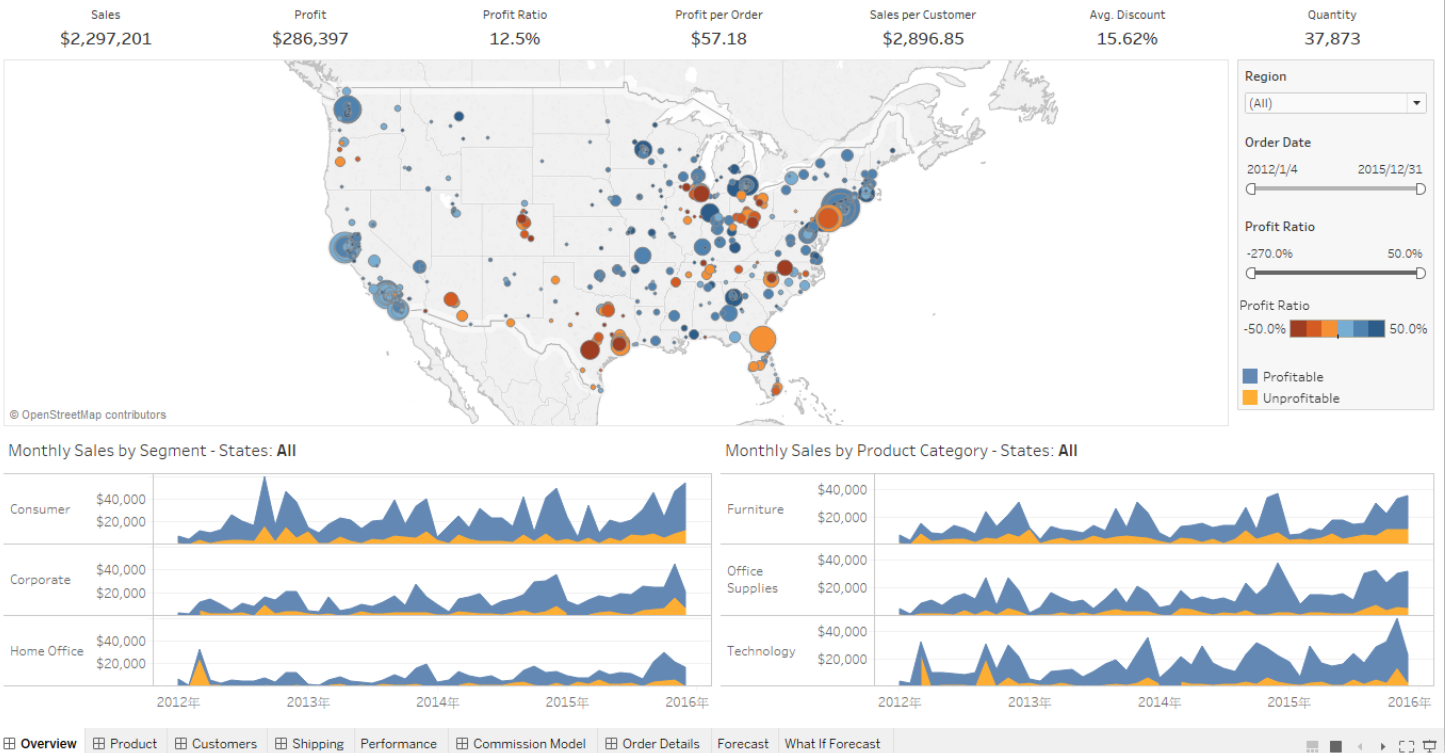 Sales Profit Profit Ratio Profit per Order Sales per Customer Avg. Discount Quantity
$2,297,201 $286,397 12.5% $57.18 $2,896.85 15.62% 37,873
Region
(All)
Order Date
2012/1/4 2015/12/31
Profit Ratio
-270.0% 50.0%
Profit Ratio
-50.0% 50.0%
Profitable
Unprofitable
© OpenStreetMap contributors
Monthly Sales by Segment - States: All
Consumer
$40,000
$20,000
Corporate
$40,000
$20,000
Home Office
$40,000
$20,000
2012年 2013年 2014年 2015年 2016年
Monthly Sales by Product Category - States: All
Furniture
$40,000
$20,000
Office
Supplies
$40,000
$20,000
Technology
$40,000
$20,000
2012年 2013年 2014年 2015年 2016年
Overview Product Customers Shipping Performance Commission Model Order Details Forecast What If Forecast